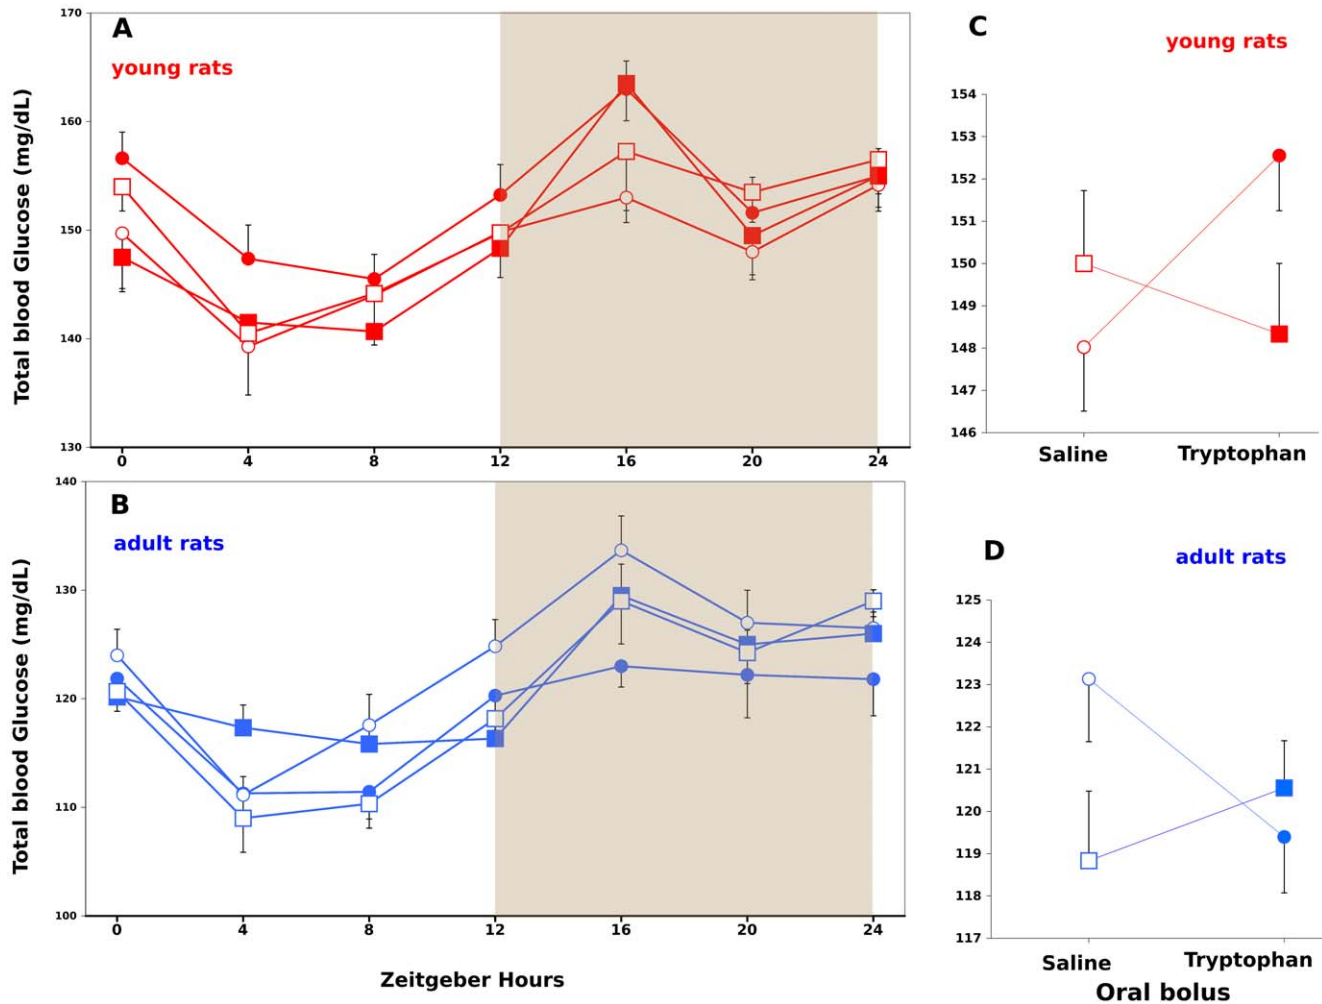 A
young rats
Total blood Glucose (mg/dL)
170
160
150
140
130
0 4 8 12 16 20 24
B
adult rats
Total blood Glucose (mg/dL)
140
130
120
110
100
0 4 8 12 16 20 24
Zeitgeber Hours
C
young rats
154
153
152
151
150
149
148
147
146
Saline Tryptophan
D
adult rats
125
124
123
122
121
120
119
118
117
Saline Tryptophan
Oral bolus